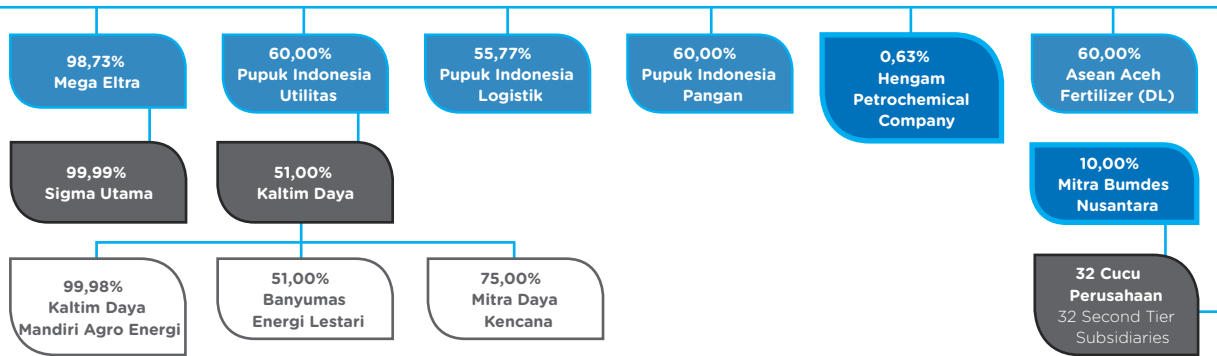 98,73%
Mega Eltra
60,00%
Pupuk Indonesia
Utilitas
55,77%
Pupuk Indonesia
Logistik
60,00%
Pupuk Indonesia
Pangan
0,63%
Hengam
Petrochemical
Company
60,00%
Asean Aceh
Fertilizer (DL)
99,99%
Sigma Utama
51,00%
Kaltim Daya
10,00%
Mitra Bumdes
Nusantara
99,98%
Kaltim Daya
Mandiri Agro Energi
51,00%
Banyumas
Energi Lestari
75,00%
Mitra Daya
Kencana
32 Cucu
Perusahaan
32 Second Tier
Subsidiaries